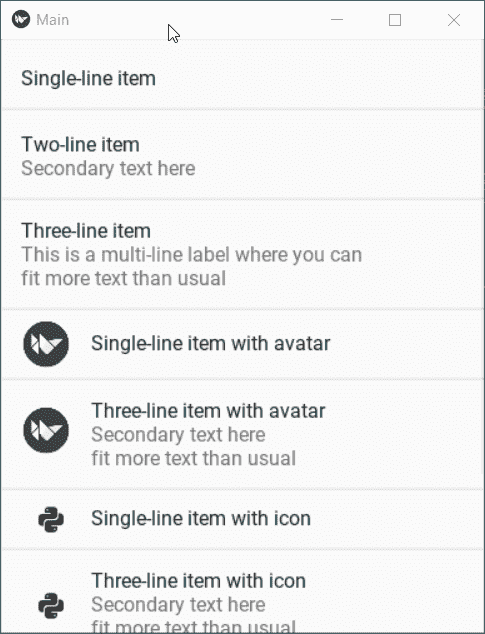 Main
Single-line item
Two-line item
Secondary text here
Three-line item
This is a multi-line label where you can
fit more text than usual
Single-line item with avatar
Three-line item with avatar
Secondary text here
fit more text than usual
Single-line item with icon
Three-line item with icon
Secondary text here
fit more text than usual